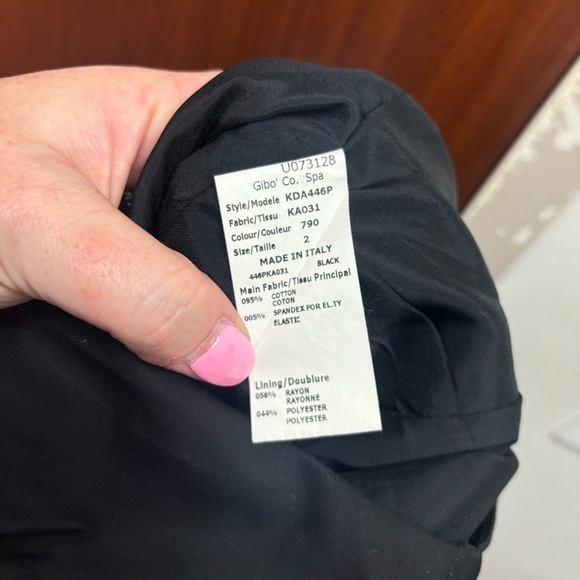 U073128
Gibo' Co. Spa
Style/Modele KDA446P
Fabric/Tissu KA031
Colour/Couleur 790
Size/Taille 2
MADE IN ITALY
446PKA031 BLACK
Main Fabric/Tissu Principal
095% COTTON
COTON
005% SPANDEX FOR EL.TY
ELASTIC
Lining/Doublure
056% RAYON
RAYONNE
044% POLYESTER
POLYESTER